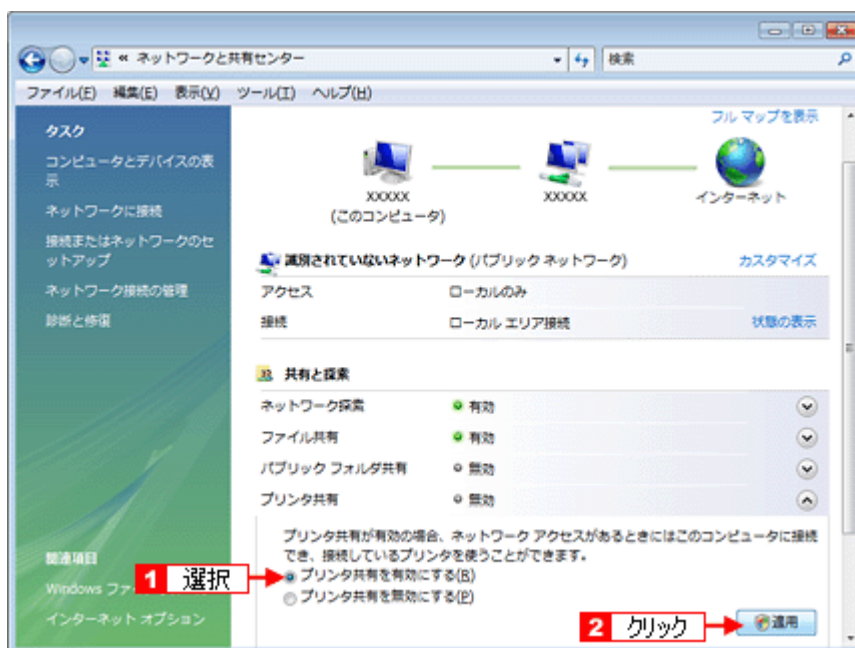 « ネットワークと共有センター
検索
ファイル(E) 編集(E) 表示(V) ツール(T) ヘルプ(H)
タスク
コンピュータとデバイスの表
示
ネットワークに接続
接続またはネットワークのセ
ットアップ
ネットワーク接続の管理
診断と修復
関連項目
Windows ファ
インターネット オプション
フル マップを表示
XXXXX
(このコンピュータ)
XXXXX
インターネット
識別されていないネットワーク (パブリック ネットワーク)
カスタマイズ
アクセス ローカルのみ
接続 ローカル エリア接続 状態の表示
共有と探索
ネットワーク探索 有効
ファイル共有 有効
パブリック フォルダ共有 無効
プリンタ共有 無効
プリンタ共有が有効の場合、ネットワーク アクセスがあるときにはこのコンピュータに接続
でき、接続しているプリンタを使うことができます。
1 選択
プリンタ共有を有効にする(R)
プリンタ共有を無効にする(P)
2 クリック
適用